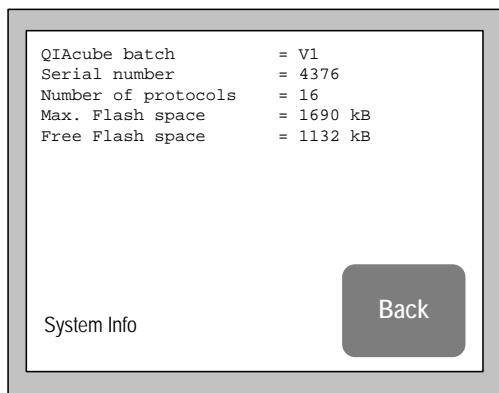 QIAcube batch = V1
Serial number = 4376
Number of protocols = 16
Max. Flash space = 1690 kB
Free Flash space = 1132 kB
System Info
Back